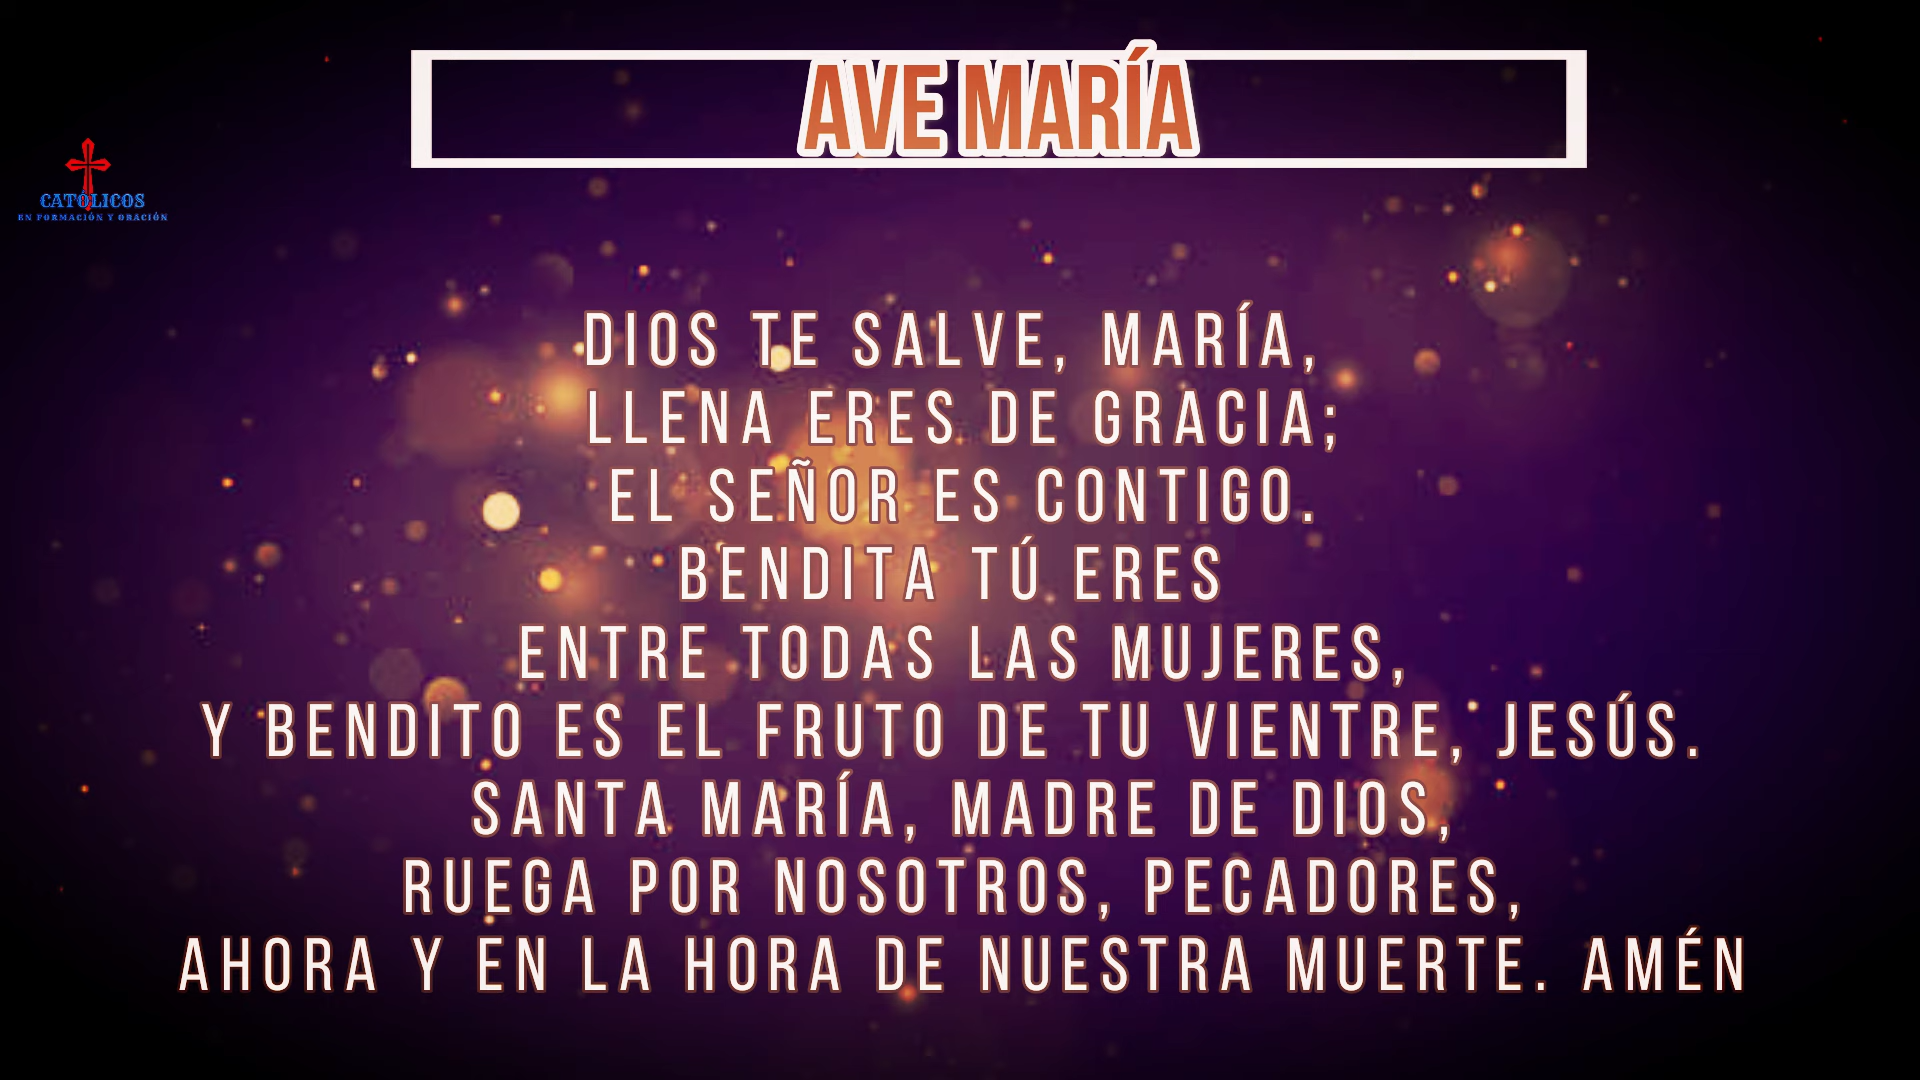 AVE MARÍA
CATÓLICOS
EN FORMACIÓN Y ORACIÓN
DIOS TE SALVE, MARÍA,
LLENA ERES DE GRACIA;
EL SEÑOR ES CONTIGO.
BENDITA TÚ ERES
ENTRE TODAS LAS MUJERES,
Y BENDITO ES EL FRUTO DE TU VIENTRE, JESÚS.
SANTA MARÍA, MADRE DE DIOS,
RUEGA POR NOSOTROS, PECADORES,
AHORA Y EN LA HORA DE NUESTRA MUERTE. AMÉN